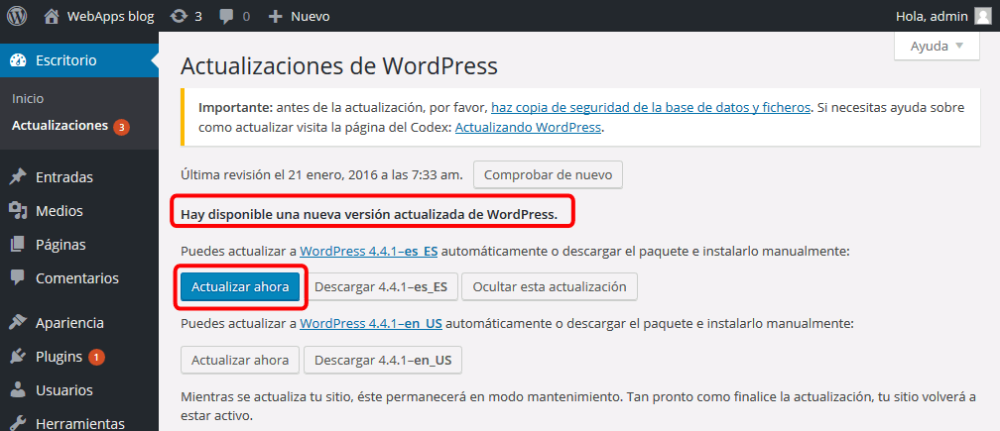 WebApps blog 3 0 Nuevo Hola, admin
Ayuda
Escritorio
Inicio
Actualizaciones 3
Entradas
Medios
Páginas
Comentarios
Apariencia
Plugins 1
Usuarios
Herramientas
Actualizaciones de WordPress
Importante: antes de la actualización, por favor, haz copia de seguridad de la base de datos y ficheros. Si necesitas ayuda sobre
como actualizar visita la página del Codex: Actualizando WordPress.
Última revisión el 21 enero, 2016 a las 7:33 am. Comprobar de nuevo
Hay disponible una nueva versión actualizada de WordPress.
Puedes actualizar a WordPress 4.4.1–es_ES automáticamente o descargar el paquete e instalarlo manualmente:
Actualizar ahora Descargar 4.4.1–es_ES Ocultar esta actualización
Puedes actualizar a WordPress 4.4.1–en_US automáticamente o descargar el paquete e instalarlo manualmente:
Actualizar ahora Descargar 4.4.1–en_US
Mientras se actualiza tu sitio, éste permanecerá en modo mantenimiento. Tan pronto como finalice la actualización, tu sitio volverá a
estar activo.